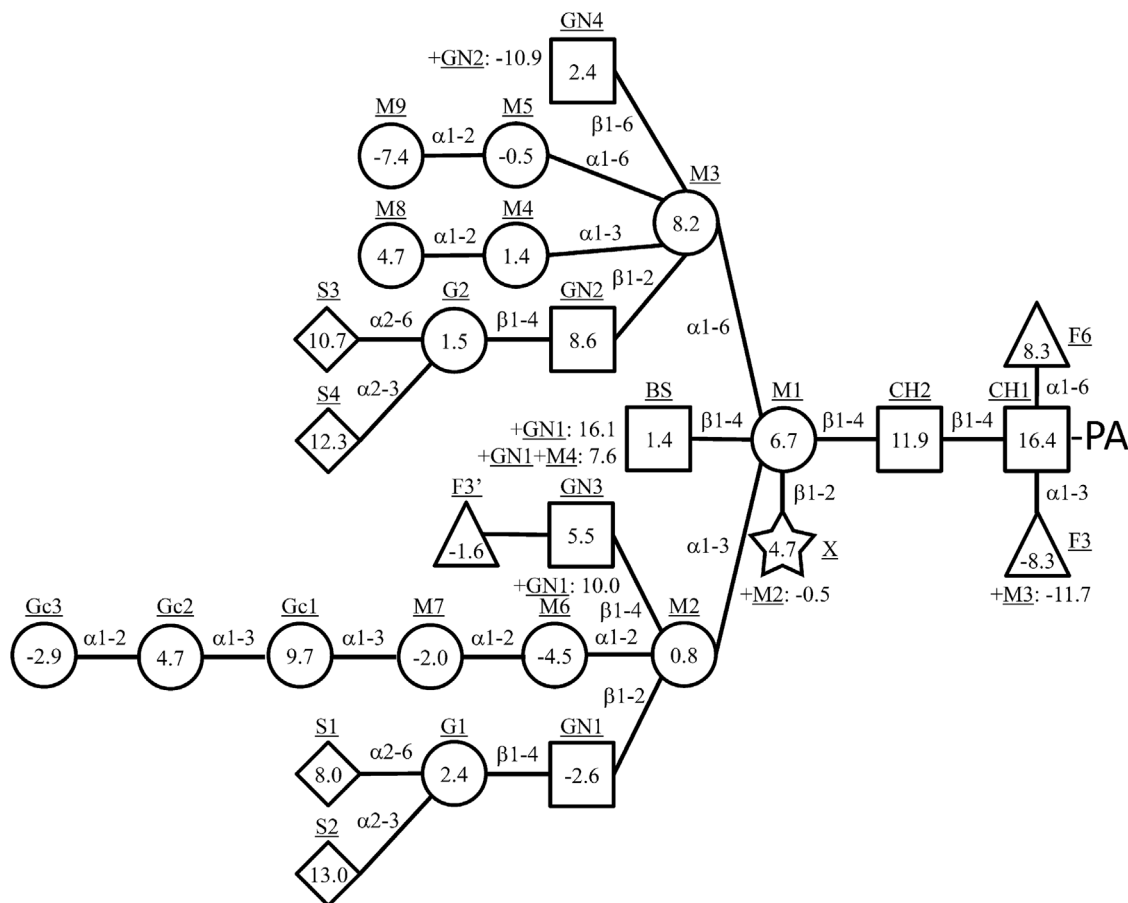 GN4
+GN2: -10.9
2.4
β1-6
M9
M5
α1-2
-7.4
-0.5
α1-6
M3
M8
M4
8.2
α1-2
α1-3
4.7
1.4
β1-2
S3
G2
GN2
α2-6
β1-4
10.7
1.5
8.6
α1-6
F6
8.3
S4
α2-3
12.3
α1-6
BS
M1
CH2
CH1
β1-4
β1-4
β1-4
+GN1: 16.1
1.4
6.7
11.9
16.4
-PA
+GN1+M4: 7.6
F3’
GN3
β1-2
α1-3
-1.6
5.5
α1-3
4.7
X
-8.3
F3
+GN1: 10.0
+M2: -0.5
+M3: -11.7
β1-4
Gc3
Gc2
Gc1
M7
M6
M2
α1-2
α1-3
α1-3
α1-2
α1-2
-2.9
4.7
9.7
-2.0
-4.5
0.8
β1-2
S1
G1
GN1
α2-6
β1-4
8.0
2.4
-2.6
S2
α2-3
13.0